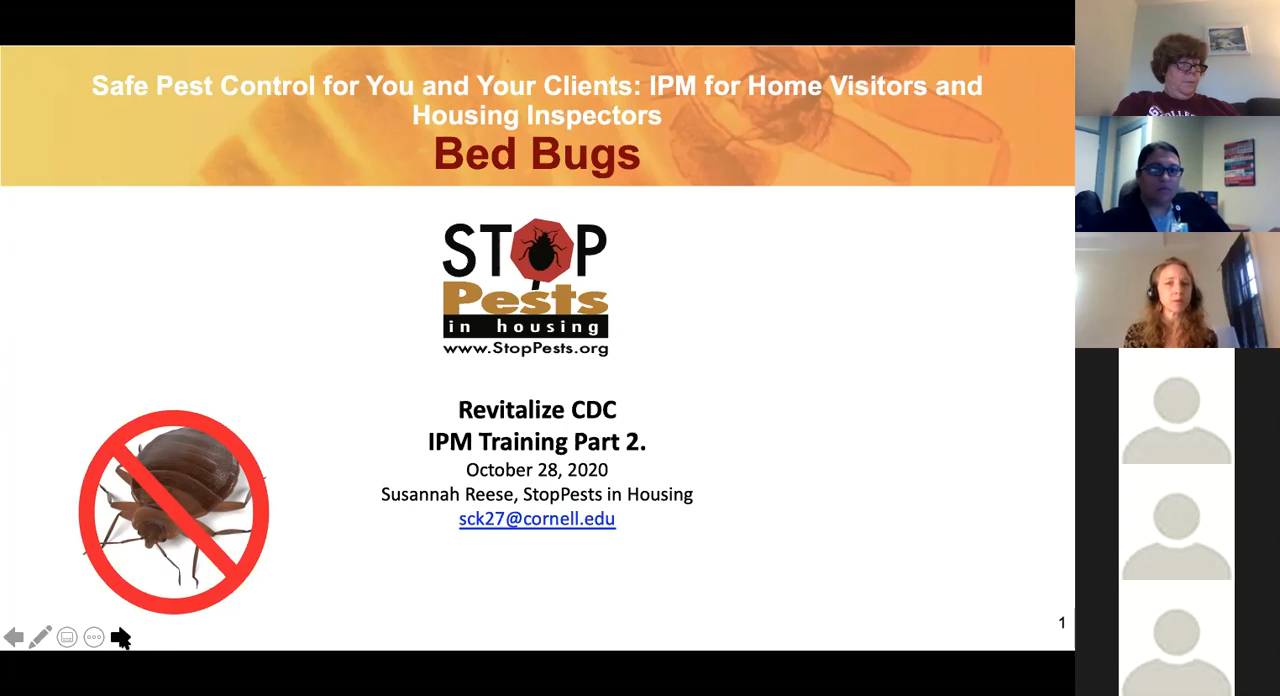 Safe Pest Control for You and Your Clients: IPM for Home Visitors and
Housing Inspectors
Bed Bugs
STOP
Pests
in housing
www.StopPests.org
Revitalize CDC
IPM Training Part 2.
October 28, 2020
Susannah Reese, StopPests in Housing
sck27@cornell.edu
1